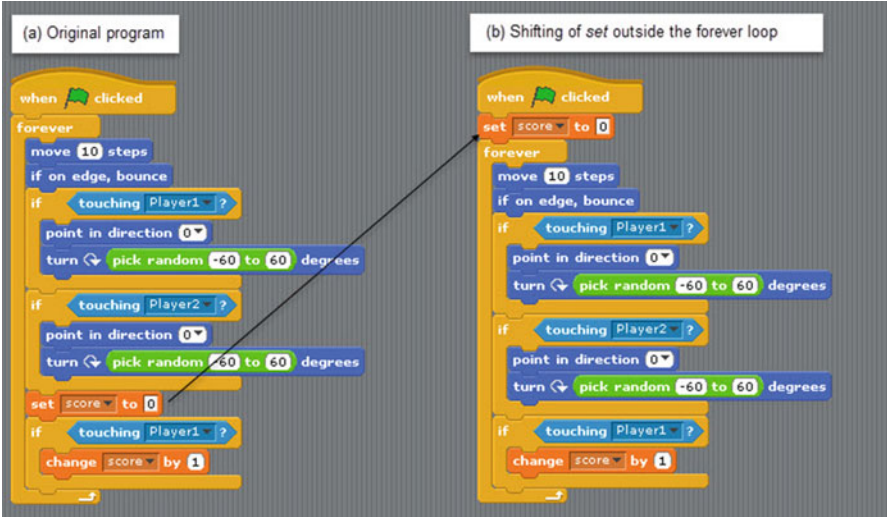 (a) Original program
when clicked
forever
move 10 steps
if on edge, bounce
if touching Player1 ?
point in direction 0
turn pick random -60 to 60 degrees
if touching Player2 ?
point in direction 0
turn pick random -60 to 60 degrees
set score to 0
if touching Player1 ?
change score by 1
(b) Shifting of set outside the forever loop
when clicked
set score to 0
forever
move 10 steps
if on edge, bounce
if touching Player1 ?
point in direction 0
turn pick random -60 to 60 degrees
if touching Player2 ?
point in direction 0
turn pick random -60 to 60 degrees
if touching Player1 ?
change score by 1